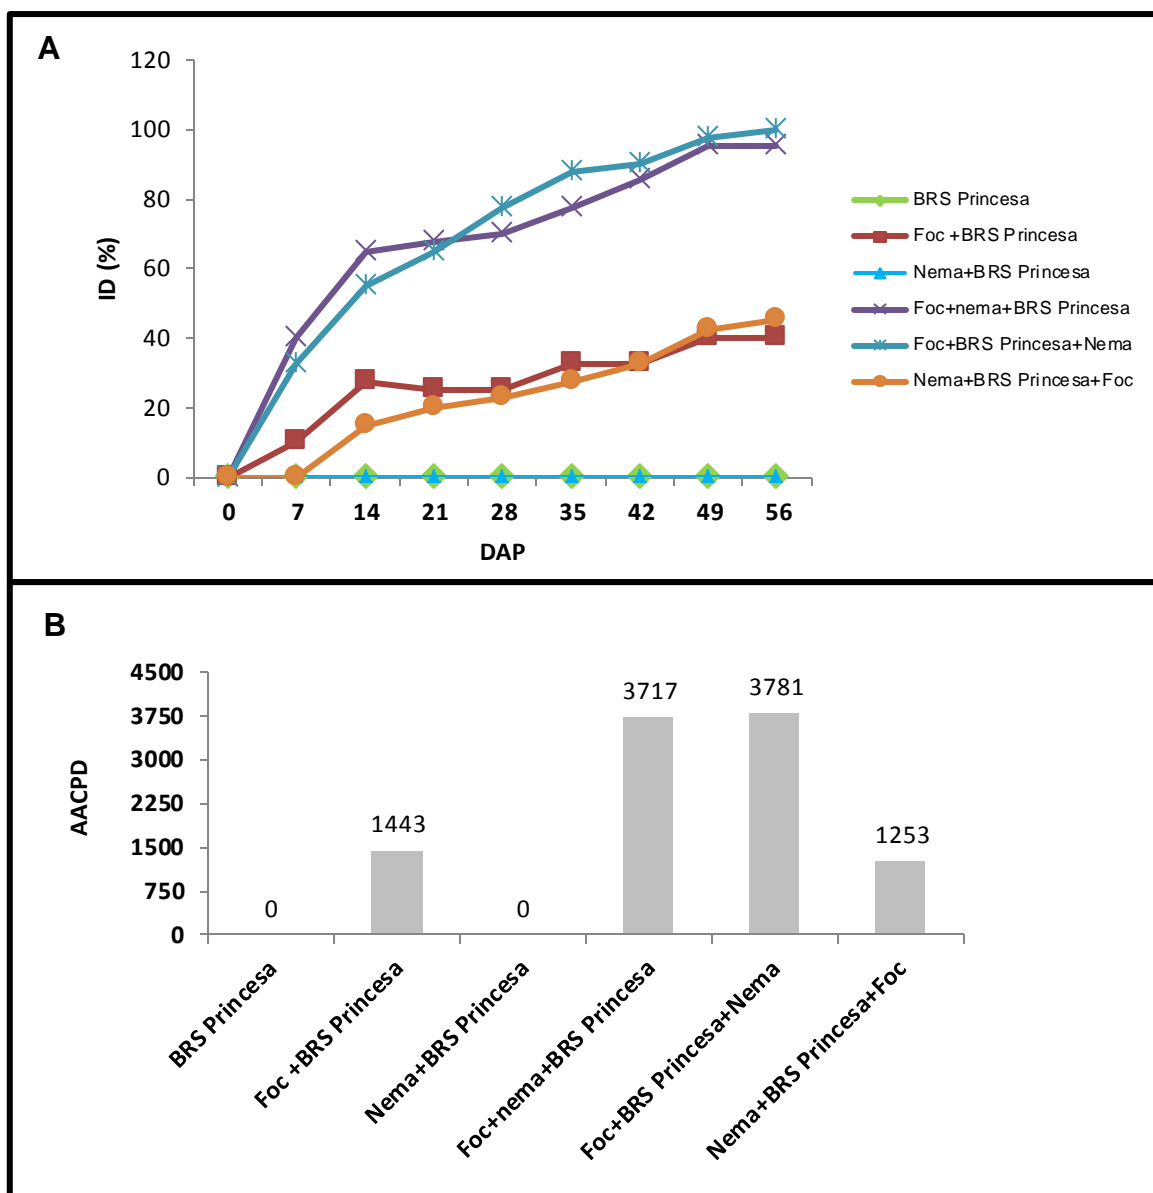 A
120
100
80
60
40
20
0
ID (%)
0 7 14 21 28 35 42 49 56
DAP
BRS Princesa
Foc +BRS Princesa
Nema+BRS Princesa
Foc+nema+BRS Princesa
Foc+BRS Princesa+Nema
Nema+BRS Princesa+Foc
B
4500
3750
3000
2250
1500
750
0
AACPD
0
1443
0
3717
3781
1253
BRS Princesa
Foc +BRS Princesa
Nema+BRS Princesa
Foc+nema+BRS Princesa
Foc+BRS Princesa+Nema
Nema+BRS Princesa+Foc